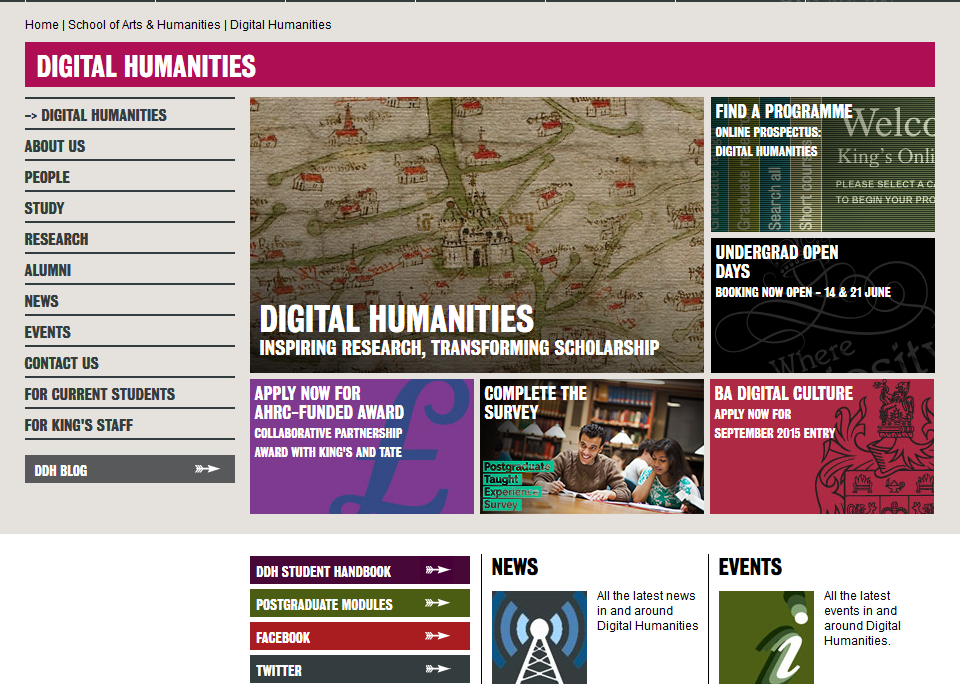 Home | School of Arts & Humanities | Digital Humanities
DIGITAL HUMANITIES
–> DIGITAL HUMANITIES
ABOUT US
PEOPLE
STUDY
RESEARCH
ALUMNI
NEWS
EVENTS
CONTACT US
FOR CURRENT STUDENTS
FOR KING'S STAFF
DDH BLOG
DIGITAL HUMANITIES
INSPIRING RESEARCH, TRANSFORMING SCHOLARSHIP
FIND A PROGRAMME
ONLINE PROSPECTUS:
DIGITAL HUMANITIES
Welco
King's Onli
PLEASE SELECT A CA
TO BEGIN YOUR PRO
Graduate
Search all
Short courses
UNDERGRAD OPEN
DAYS
BOOKING NOW OPEN – 14 & 21 JUNE
Where
APPLY NOW FOR
AHRC-FUNDED AWARD
COLLABORATIVE PARTNERSHIP
AWARD WITH KING'S AND TATE
£
COMPLETE THE
SURVEY
Postgraduate
Taught
Experience
Survey
BA DIGITAL CULTURE
APPLY NOW FOR
SEPTEMBER 2015 ENTRY
DDH STUDENT HANDBOOK
POSTGRADUATE MODULES
FACEBOOK
TWITTER
NEWS
All the latest news
in and around
Digital Humanities
EVENTS
i
All the latest
events in and
around Digital
Humanities.